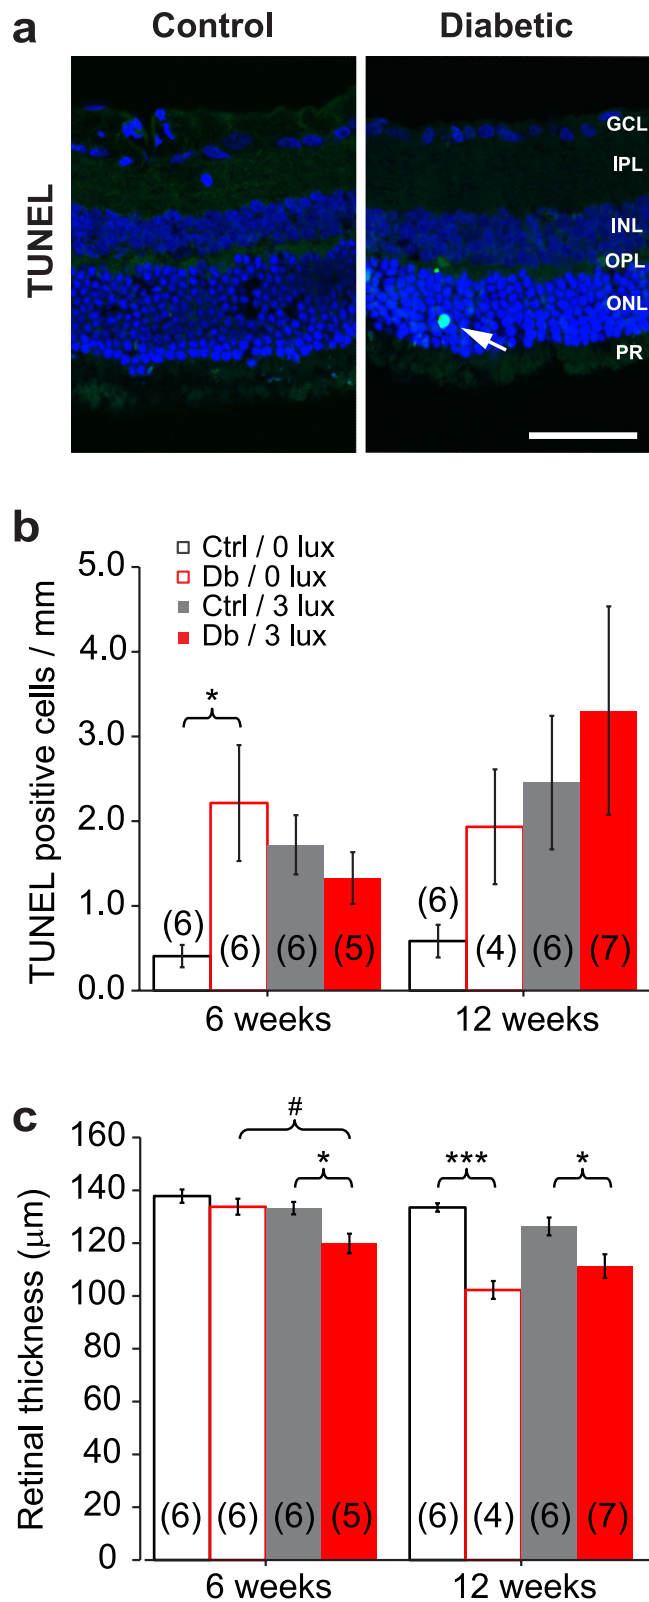 a
Control Diabetic
TUNEL
GCL
IPL
INL
OPL
ONL
PR
b
Ctrl / 0 lux
Db / 0 lux
Ctrl / 3 lux
Db / 3 lux
TUNEL positive cells / mm
5.0
4.0
3.0
2.0
1.0
0.0
*
(6) (6) (6) (5) (6) (4) (6) (7)
6 weeks 12 weeks
c
Retinal thickness (μm)
160
140
120
100
80
60
40
20
0
#
* *** *
(6) (6) (6) (5) (6) (4) (6) (7)
6 weeks 12 weeks